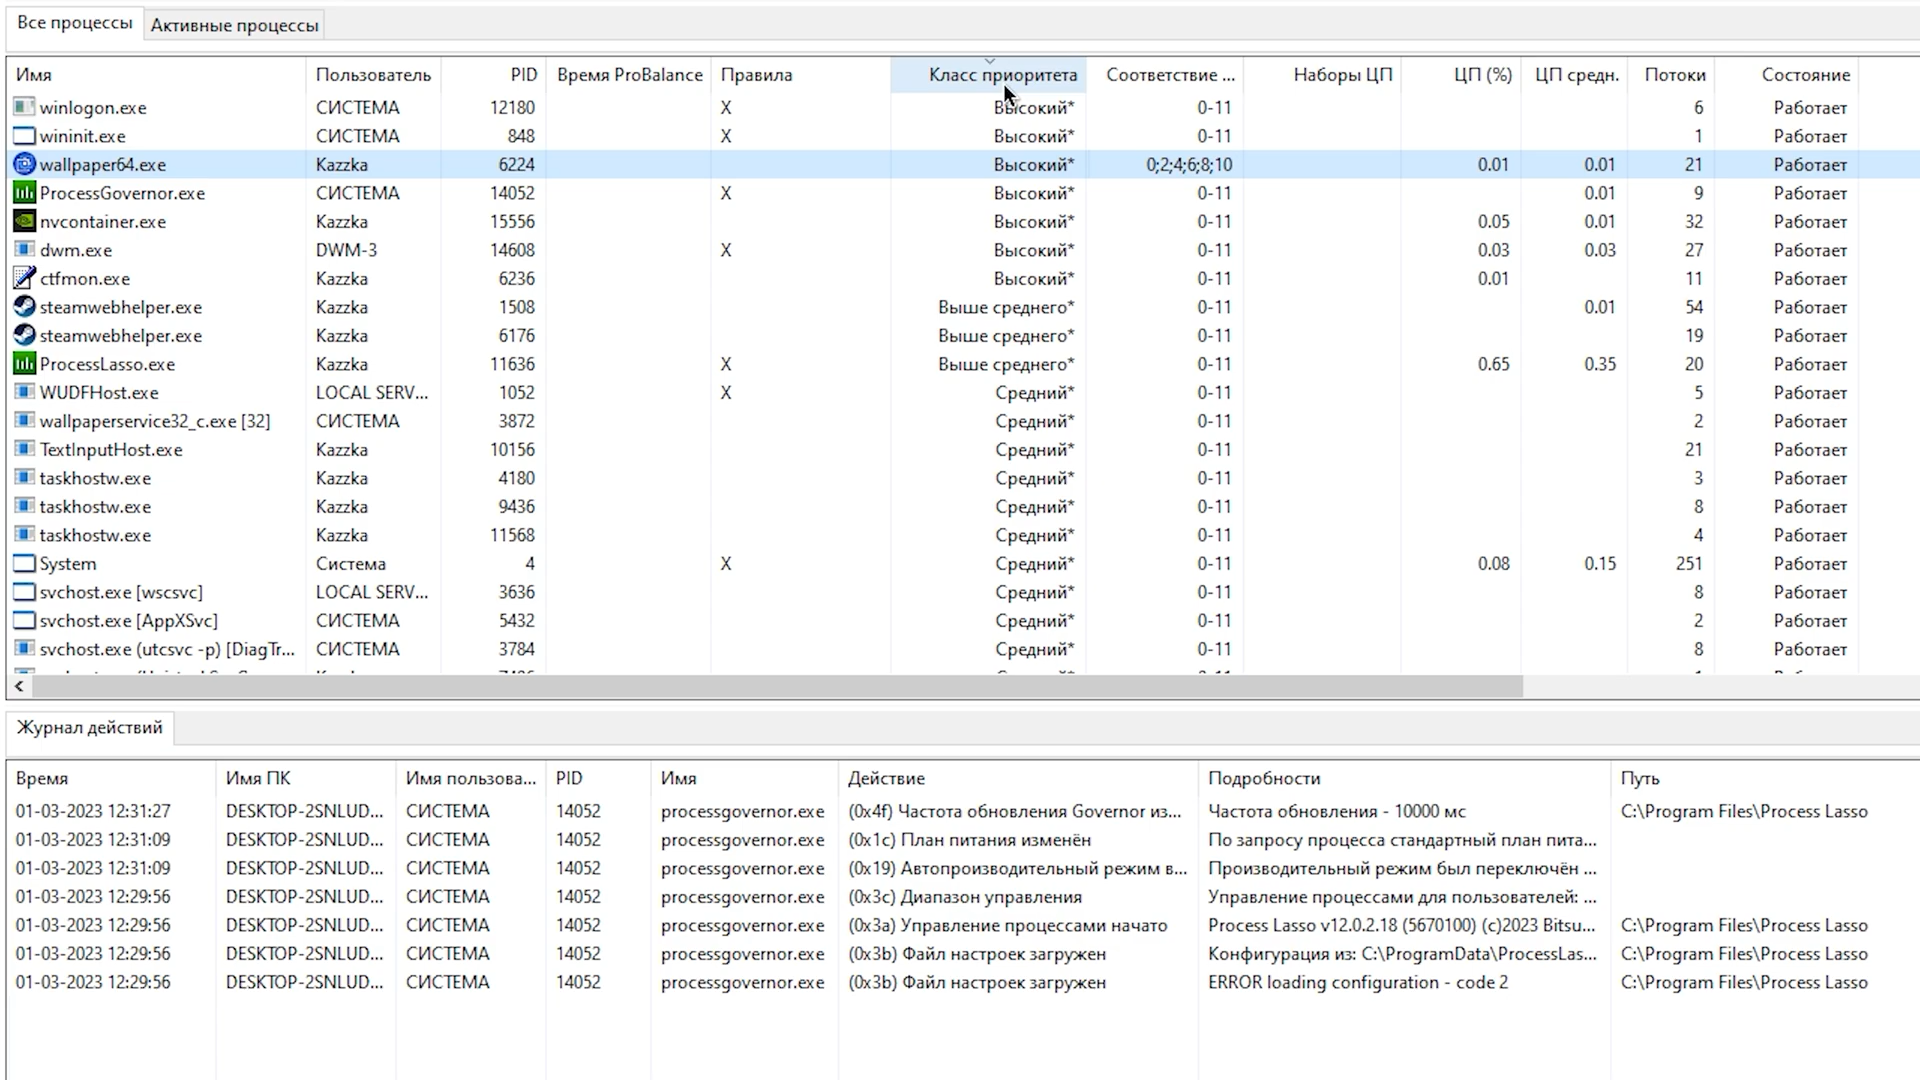 Все процессы Активные процессы
Имя Пользователь PID Время ProBalance Правила Класс приоритета Соответствие ... Наборы ЦП ЦП (%) ЦП средн. Потоки Состояние
winlogon.exe СИСТЕМА 12180 X Высокий* 0-11 6 Работает
wininit.exe СИСТЕМА 848 X Высокий* 0-11 1 Работает
wallpaper64.exe Kazzka 6224 Высокий* 0;2;4;6;8;10 0.01 0.01 21 Работает
ProcessGovernor.exe СИСТЕМА 14052 X Высокий* 0-11 0.01 9 Работает
nvcontainer.exe Kazzka 15556 Высокий* 0-11 0.05 0.01 32 Работает
dwm.exe DWM-3 14608 X Высокий* 0-11 0.03 0.03 27 Работает
ctfmon.exe Kazzka 6236 Высокий* 0-11 0.01 11 Работает
steamwebhelper.exe Kazzka 1508 Выше среднего* 0-11 0.01 54 Работает
steamwebhelper.exe Kazzka 6176 Выше среднего* 0-11 19 Работает
ProcessLasso.exe Kazzka 11636 X Выше среднего* 0-11 0.65 0.35 20 Работает
WUDFHost.exe LOCAL SERV... 1052 X Средний* 0-11 5 Работает
wallpaperservice32_c.exe [32] СИСТЕМА 3872 Средний* 0-11 2 Работает
TextInputHost.exe Kazzka 10156 Средний* 0-11 21 Работает
taskhostw.exe Kazzka 4180 Средний* 0-11 3 Работает
taskhostw.exe Kazzka 9436 Средний* 0-11 8 Работает
taskhostw.exe Kazzka 11568 Средний* 0-11 4 Работает
System Система 4 X Средний* 0-11 0.08 0.15 251 Работает
svchost.exe [wscsvc] LOCAL SERV... 3636 Средний* 0-11 8 Работает
svchost.exe [AppXSvc] СИСТЕМА 5432 Средний* 0-11 2 Работает
svchost.exe (utcsvc -p) [DiagTr... СИСТЕМА 3784 Средний* 0-11 8 Работает
Журнал действий
Время Имя ПК Имя пользова... PID Имя Действие Подробности Путь
01-03-2023 12:31:27 DESKTOP-2SNLUD... СИСТЕМА 14052 processgovernor.exe (0x4f) Частота обновления Governor из... Частота обновления - 10000 мс C:\Program Files\Process Lasso
01-03-2023 12:31:09 DESKTOP-2SNLUD... СИСТЕМА 14052 processgovernor.exe (0x1c) План питания изменён По запросу процесса стандартный план пита...
01-03-2023 12:31:09 DESKTOP-2SNLUD... СИСТЕМА 14052 processgovernor.exe (0x19) Автопроизводительный режим в... Производительный режим был переключён ...
01-03-2023 12:29:56 DESKTOP-2SNLUD... СИСТЕМА 14052 processgovernor.exe (0x3c) Диапазон управления Управление процессами для пользователей: ...
01-03-2023 12:29:56 DESKTOP-2SNLUD... СИСТЕМА 14052 processgovernor.exe (0x3a) Управление процессами начато Process Lasso v12.0.2.18 (5670100) (c)2023 Bitsu... C:\Program Files\Process Lasso
01-03-2023 12:29:56 DESKTOP-2SNLUD... СИСТЕМА 14052 processgovernor.exe (0x3b) Файл настроек загружен Конфигурация из: C:\ProgramData\ProcessLas... C:\Program Files\Process Lasso
01-03-2023 12:29:56 DESKTOP-2SNLUD... СИСТЕМА 14052 processgovernor.exe (0x3b) Файл настроек загружен ERROR loading configuration - code 2 C:\Program Files\Process Lasso